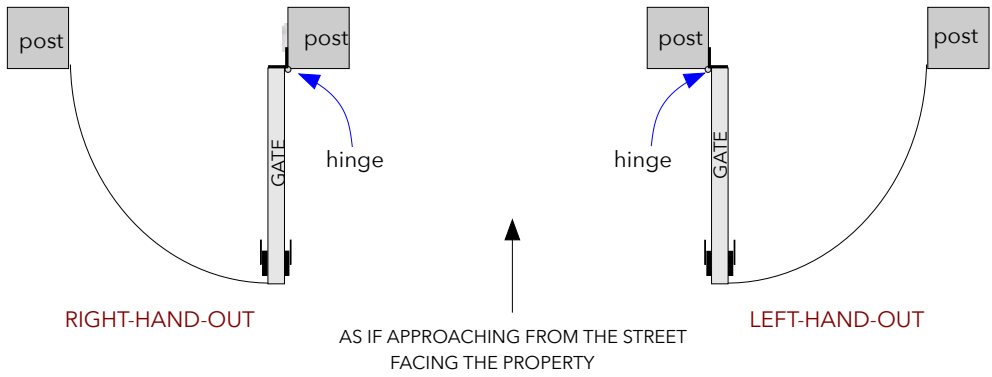 post
post
post
post
GATE
GATE
hinge
hinge
RIGHT-HAND-OUT
LEFT-HAND-OUT
AS IF APPROACHING FROM THE STREET
FACING THE PROPERTY